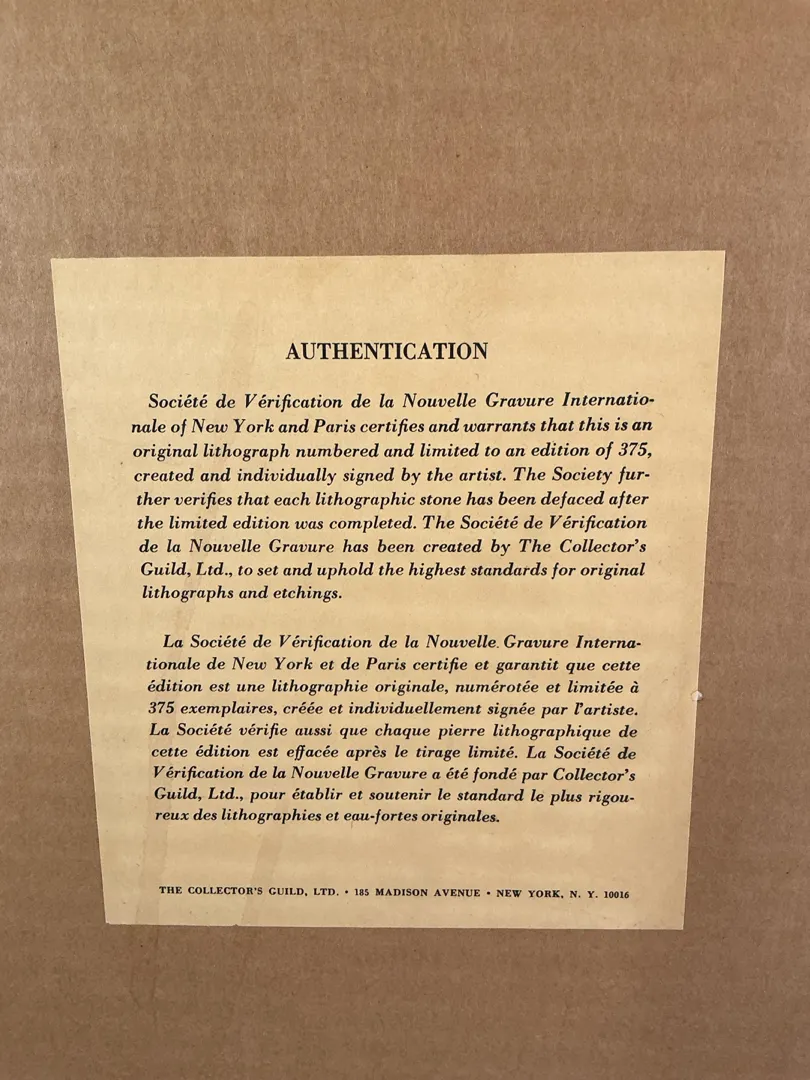 AUTHENTICATION
Société de Vérification de la Nouvelle Gravure Internatio-
nale of New York and Paris certifies and warrants that this is an
original lithograph numbered and limited to an edition of 375,
created and individually signed by the artist. The Society fur-
ther verifies that each lithographic stone has been defaced after
the limited edition was completed. The Société de Vérification
de la Nouvelle Gravure has been created by The Collector's
Guild, Ltd., to set and uphold the highest standards for original
lithographs and etchings.
La Société de Vérification de la Nouvelle Gravure Interna-
tionale de New York et de Paris certifie et garantit que cette
édition est une lithographie originale, numérotée et limitée à
375 exemplaires, créée et individuellement signée par l'artiste.
La Société vérifie aussi que chaque pierre lithographique de
cette édition est effacée après le tirage limité. La Société de
Vérification de la Nouvelle Gravure a été fondé par Collector's
Guild, Ltd., pour établir et soutenir le standard le plus rigou-
reux des lithographies et eau-fortes originales.
THE COLLECTOR'S GUILD, LTD. • 185 MADISON AVENUE • NEW YORK, N. Y. 10016